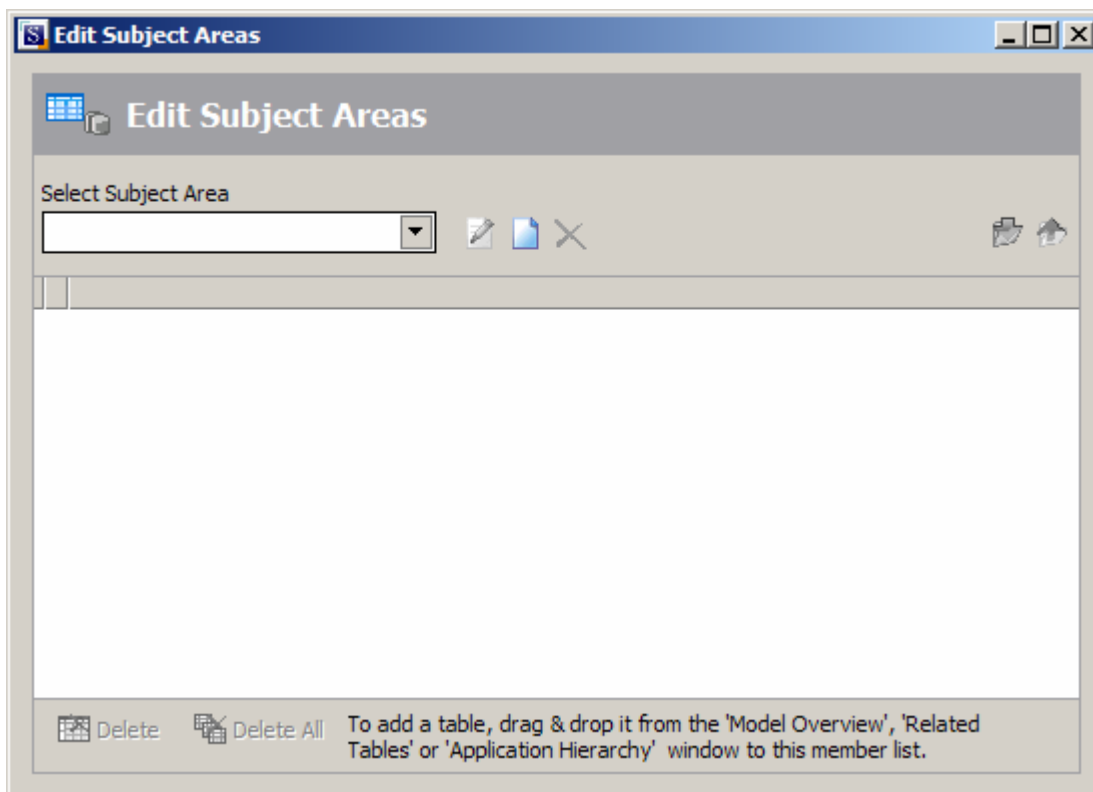 S Edit Subject Areas
Edit Subject Areas
Select Subject Area
Delete
Delete All
To add a table, drag & drop it from the 'Model Overview', 'Related
Tables' or 'Application Hierarchy' window to this member list.